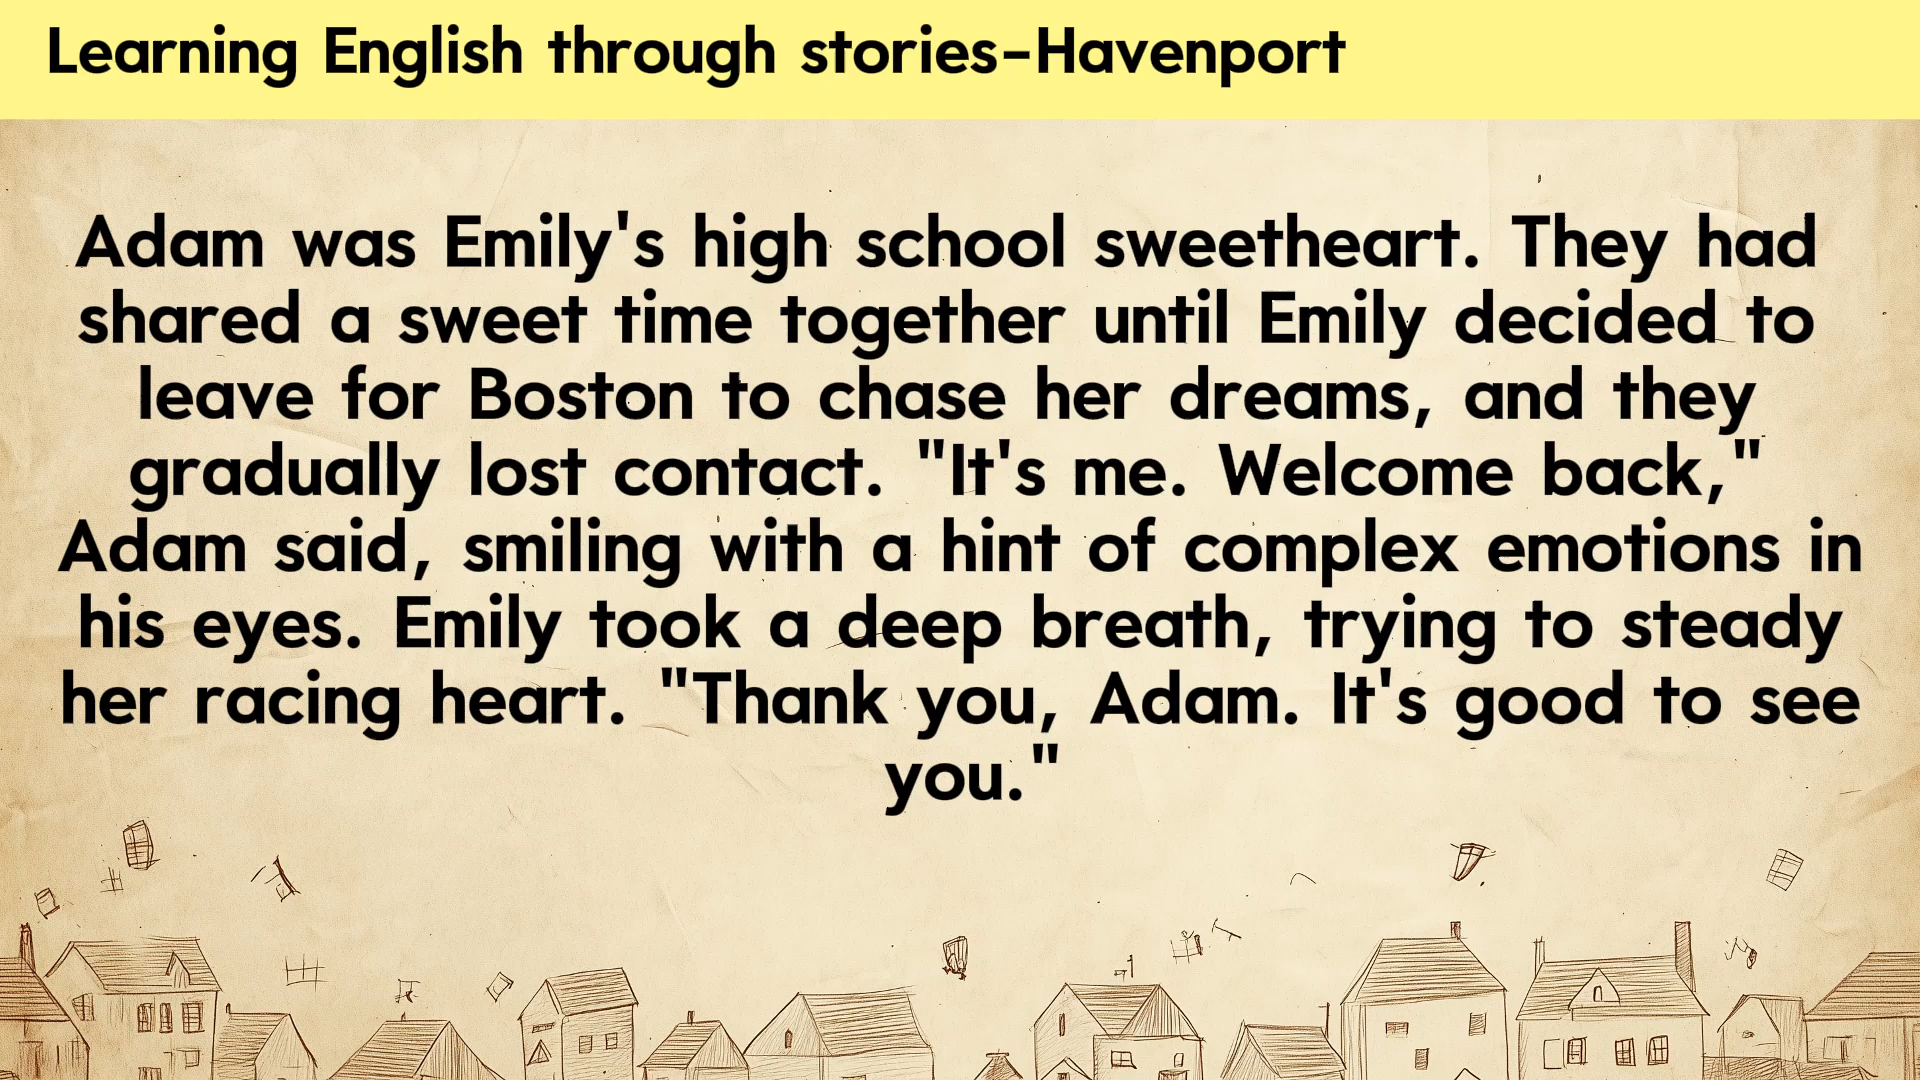 Learning English through stories-Havenport
Adam was Emily's high school sweetheart. They had
shared a sweet time together until Emily decided to
leave for Boston to chase her dreams, and they
gradually lost contact. "It's me. Welcome back,"
Adam said, smiling with a hint of complex emotions in
his eyes. Emily took a deep breath, trying to steady
her racing heart. "Thank you, Adam. It's good to see
you."